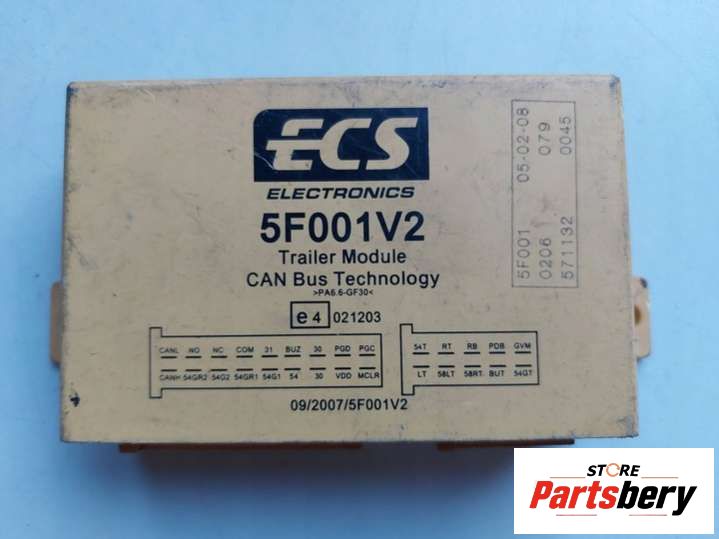 ECS
ELECTRONICS
5F001V2
Trailer Module
CAN Bus Technology
>PA6.6-GF30<
e4 021203
CANL NO NC COM 31 BUZ 30 PGD PGC
CANH 54GR2 54G2 54GR1 54G1 54 30 VDD MCLR
54T RT RB PDB GVM
LT 58LT 58RT BUT 54GT
09/2007/5F001V2
5F001 05-02-08
0206 079
571132 0045
STORE
Partsbery